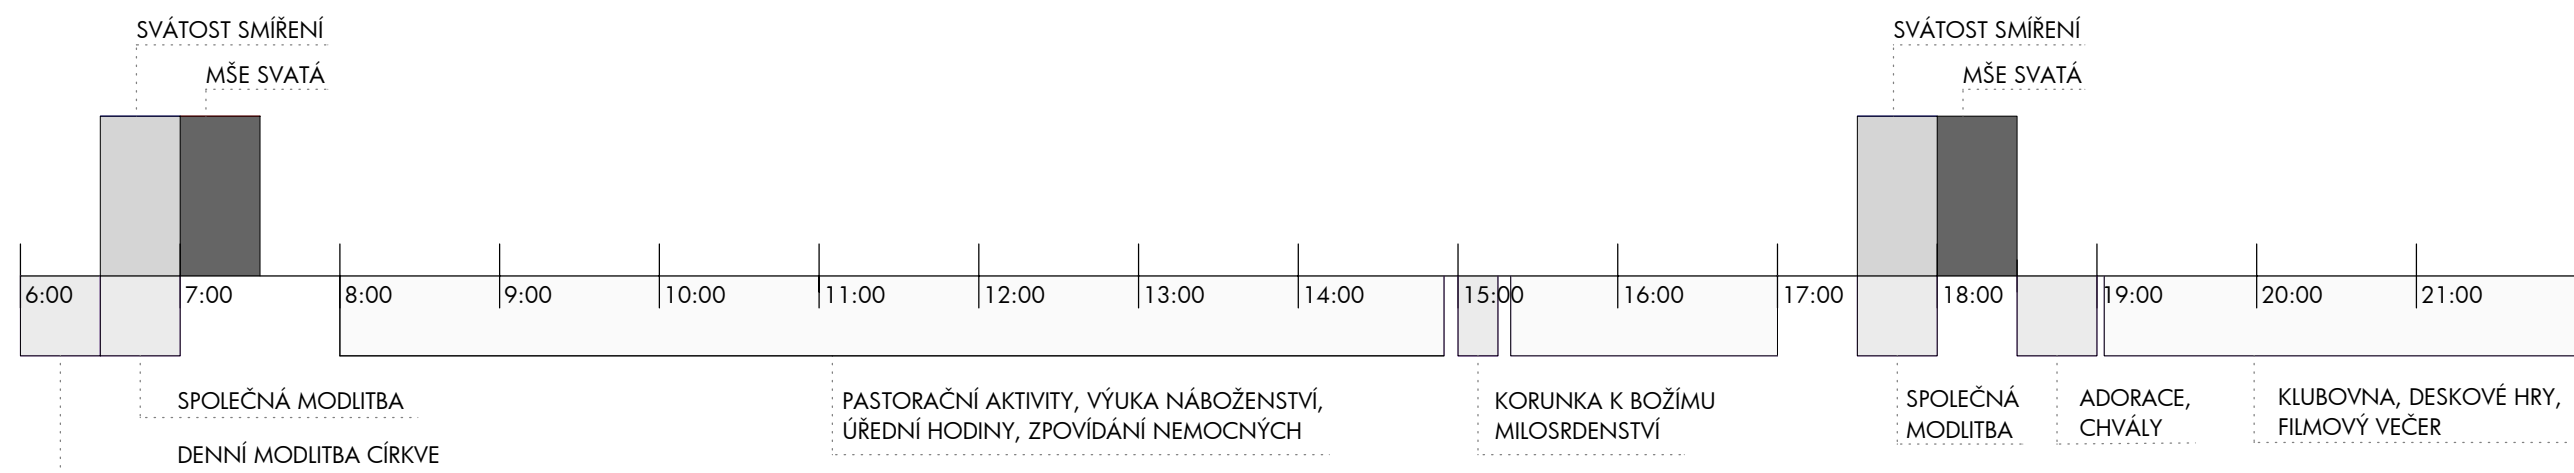 SVÁTOST SMÍŘENÍ
MŠE SVATÁ
SVÁTOST SMÍŘENÍ
MŠE SVATÁ
6:00
7:00
8:00
9:00
10:00
11:00
12:00
13:00
14:00
15:00
16:00
17:00
18:00
19:00
20:00
21:00
SPOLEČNÁ MODLITBA
DENNÍ MODLITBA CÍRKVE
PASTORAČNÍ AKTIVITY, VÝUKA NÁBOŽENSTVÍ,
ÚŘEDNÍ HODINY, ZPOVÍDÁNÍ NEMOCNÝCH
KORUNKA K BOŽÍMU
MILOSRDENSTVÍ
SPOLEČNÁ
MODLITBA
ADORACE,
CHVÁLY
KLUBOVNA, DESKOVÉ HRY,
FILMOVÝ VEČER